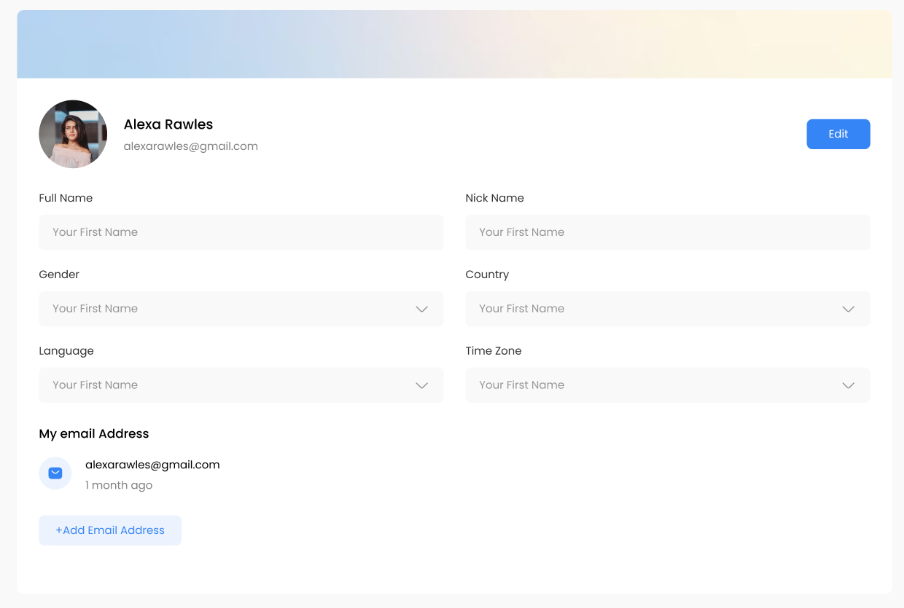 Alexa Rawles
alexarawles@gmail.com
Edit
Full Name
Nick Name
Your First Name
Your First Name
Gender
Country
Your First Name
Your First Name
Language
Time Zone
Your First Name
Your First Name
My email Address
alexarawles@gmail.com
1 month ago
+Add Email Address